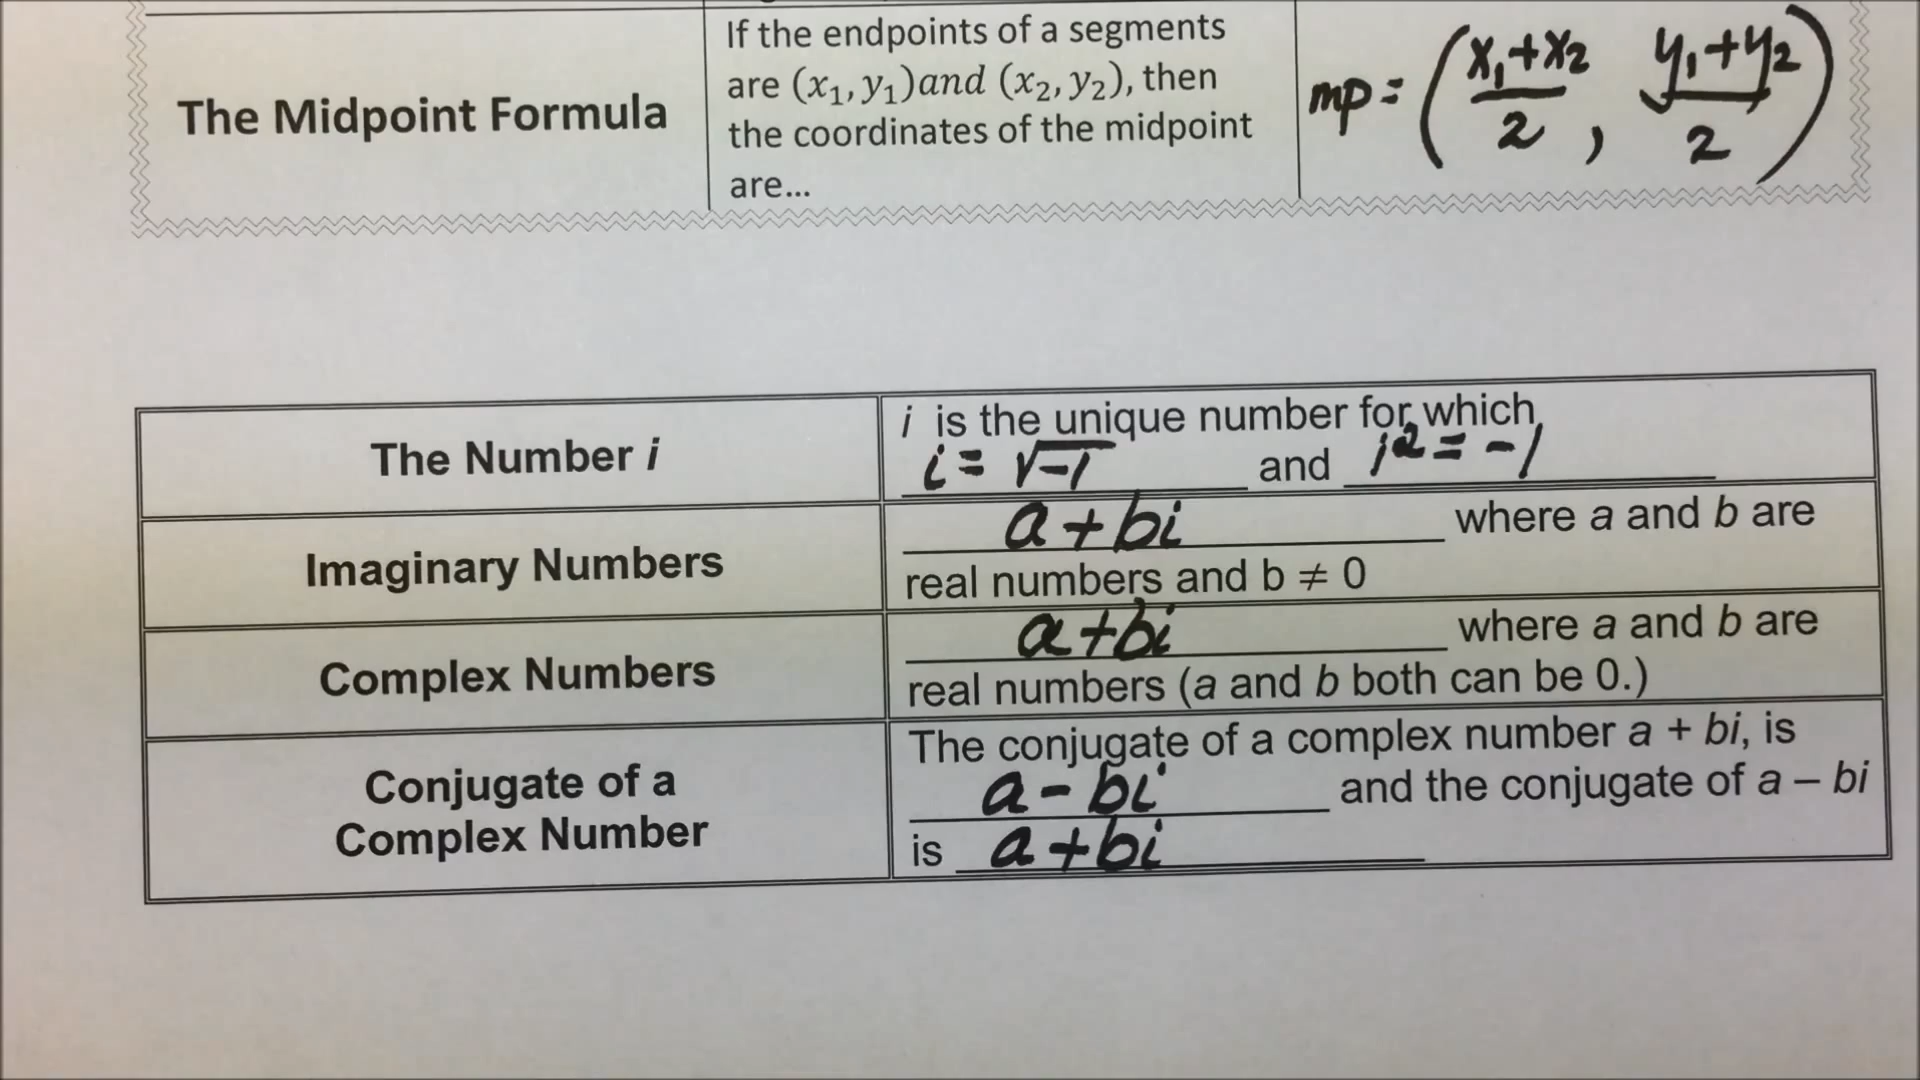 The Midpoint Formula
If the endpoints of a segments
are (x₁, y₁)and (x₂, y₂), then
the coordinates of the midpoint
are...
mp = (x₁+x₂/2, y₁+y₂/2)
The Number i
i is the unique number for which
i = √-1 and i² = -1
Imaginary Numbers
a + bi where a and b are
real numbers and b ≠ 0
Complex Numbers
a + bi where a and b are
real numbers (a and b both can be 0.)
Conjugate of a
Complex Number
The conjugate of a complex number a + bi, is
a - bi and the conjugate of a – bi
is a + bi